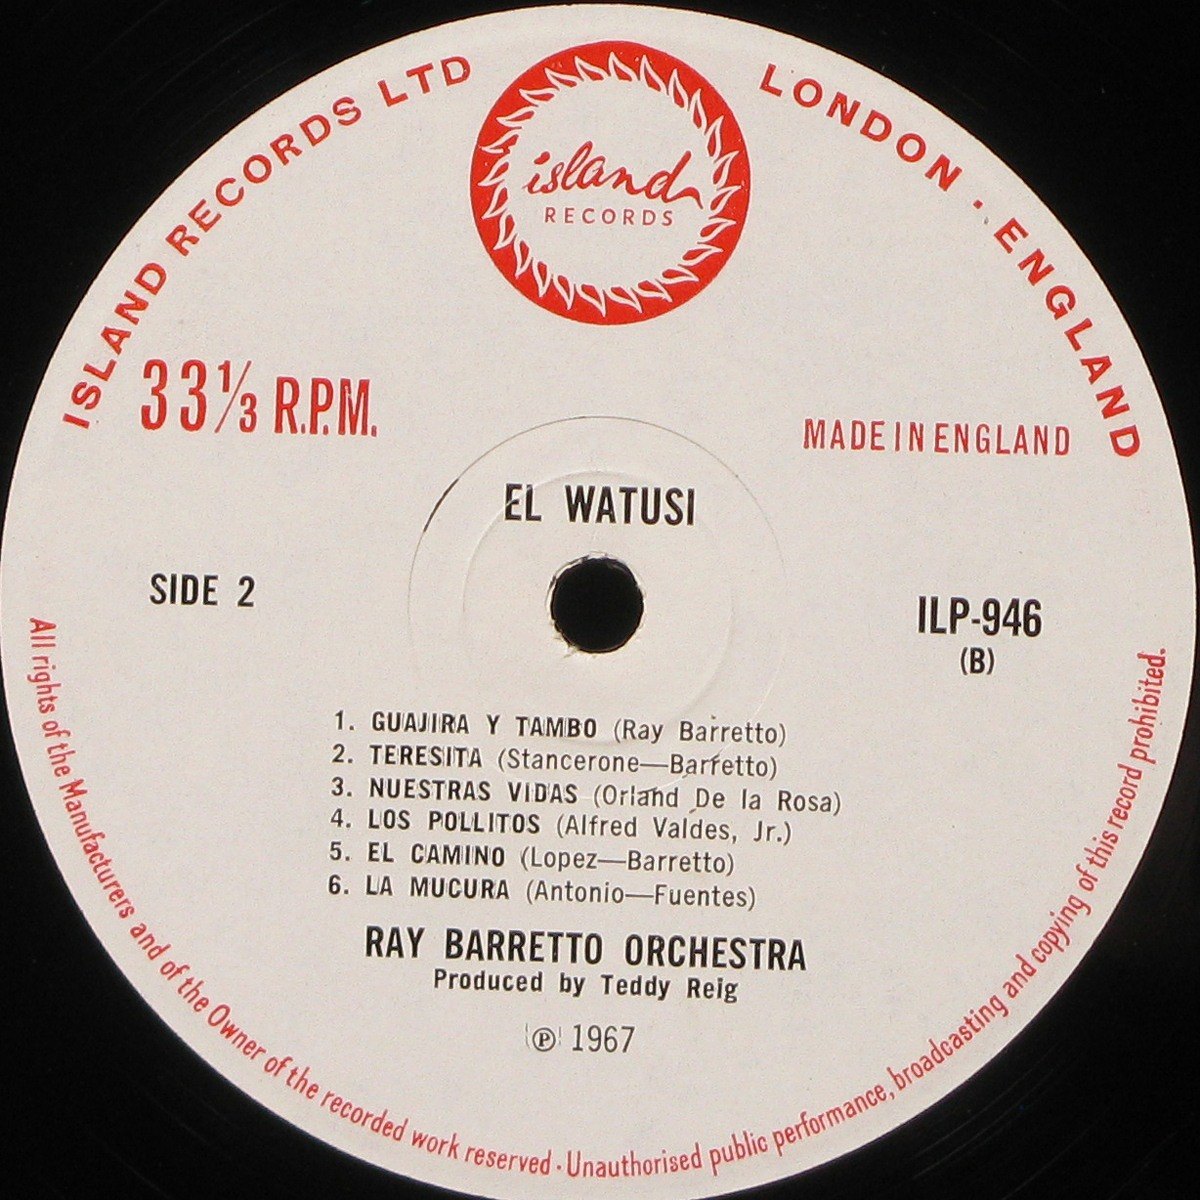 ISLAND RECORDS LTD
LONDON · ENGLAND
island
RECORDS
33⅓ R.P.M.
MADE IN ENGLAND
EL WATUSI
SIDE 2
ILP-946
(B)
1. GUAJIRA Y TAMBO (Ray Barretto)
2. TERESITA (Stancerone—Barretto)
3. NUESTRAS VIDAS (Orland De la Rosa)
4. LOS POLLITOS (Alfred Valdes, Jr.)
5. EL CAMINO (Lopez—Barretto)
6. LA MUCURA (Antonio—Fuentes)
RAY BARRETTO ORCHESTRA
Produced by Teddy Reig
℗ 1967
All rights of the Manufacturers and of the Owner of the recorded work reserved · Unauthorised public performance, broadcasting and copying of this record prohibited.